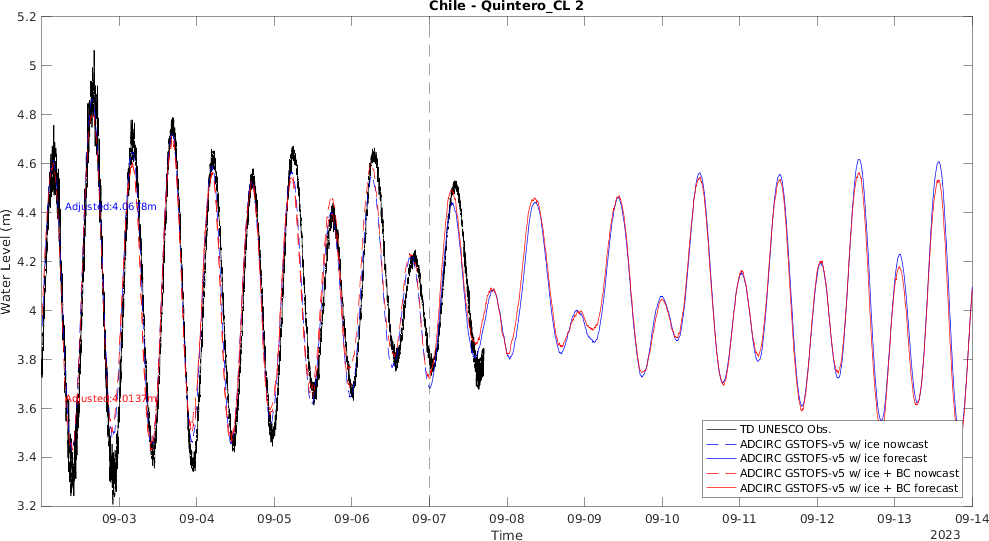 Chile - Quintero_CL 2
5.2
5
4.8
4.6
4.4
4.2
4
3.8
3.6
3.4
3.2
Water Level (m)
Adjusted:4.0678m
Adjusted:4.0137m
TD UNESCO Obs.
ADCIRC GSTOFS-v5 w/ ice nowcast
ADCIRC GSTOFS-v5 w/ ice forecast
ADCIRC GSTOFS-v5 w/ ice + BC nowcast
ADCIRC GSTOFS-v5 w/ ice + BC forecast
09-03 09-04 09-05 09-06 09-07 09-08 09-09 09-10 09-11 09-12 09-13 09-14
Time
2023